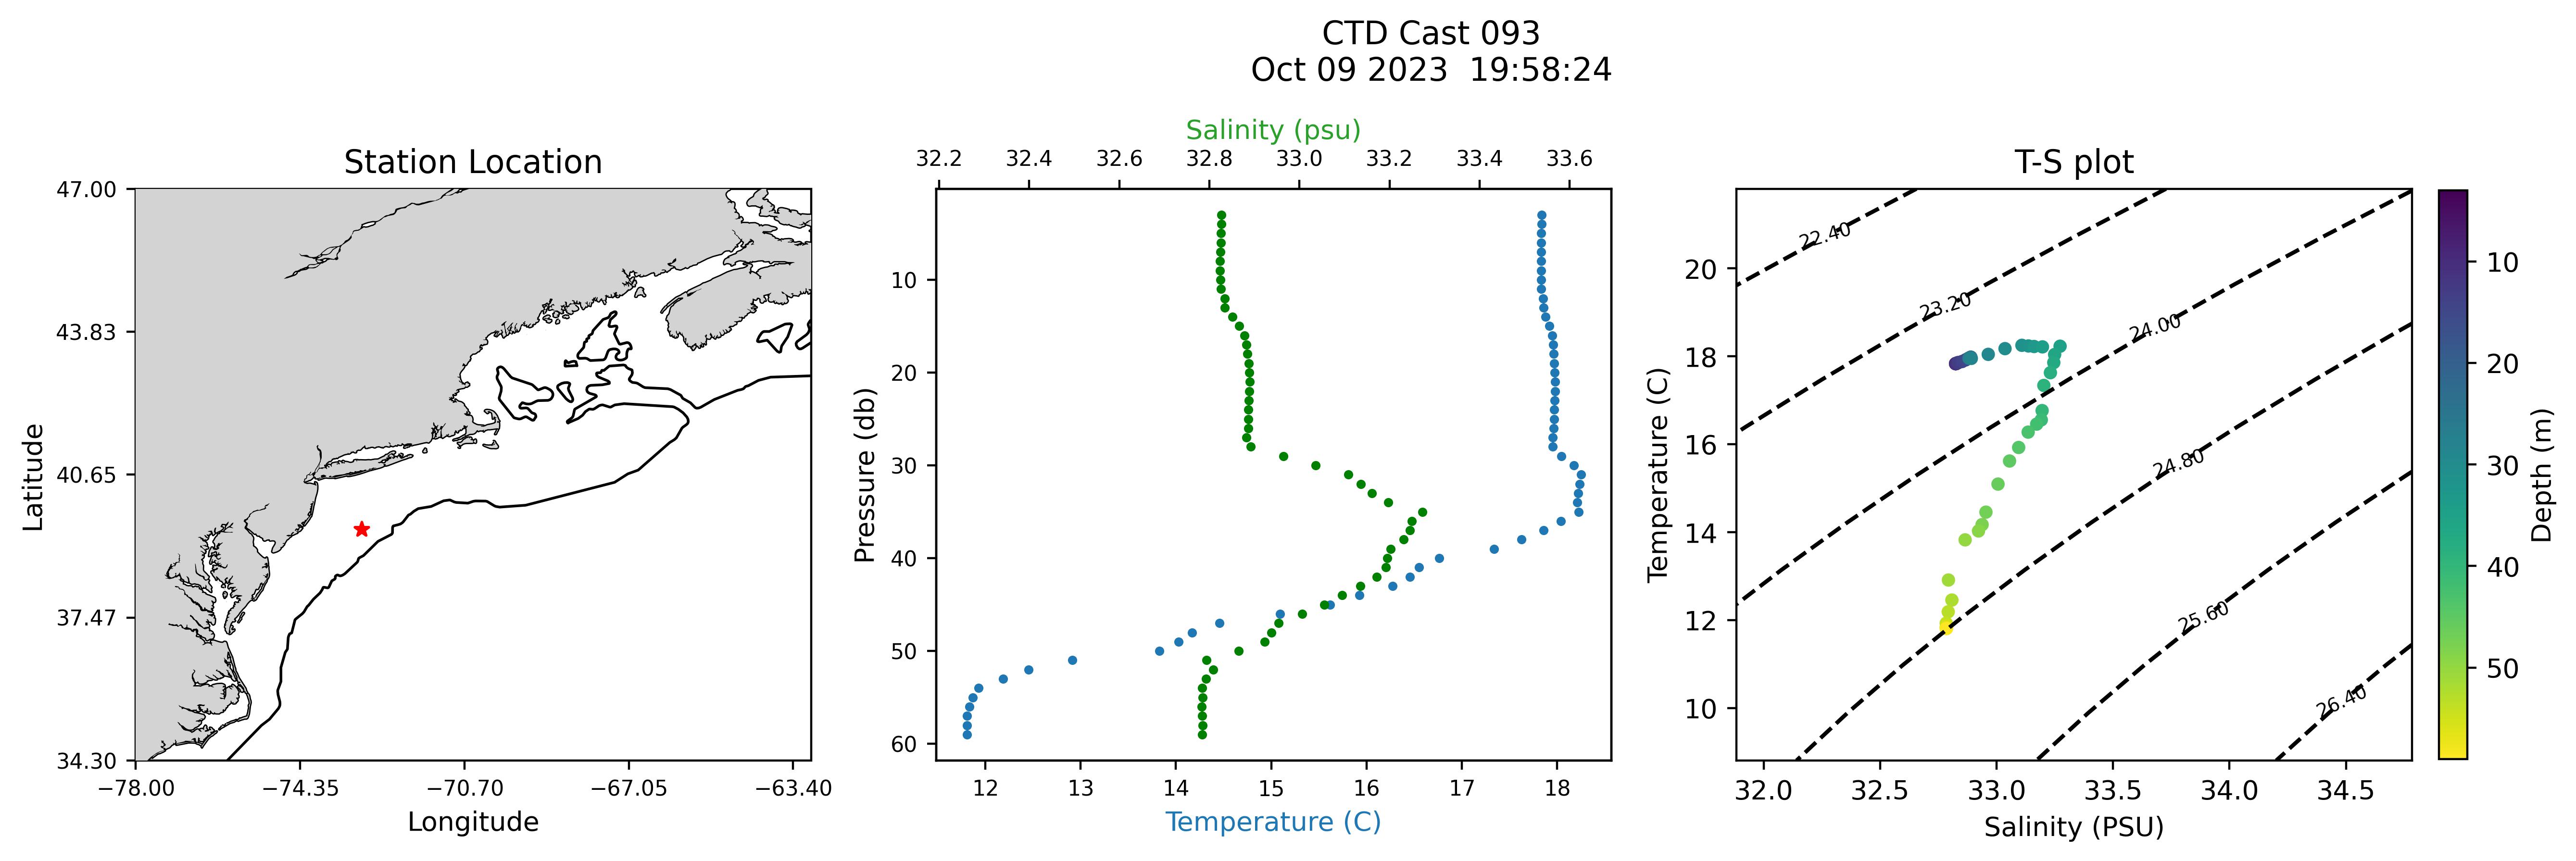 CTD Cast 093
Oct 09 2023  19:58:24
Station Location
Latitude
47.00
43.83
40.65
37.47
34.30
−78.00 −74.35 −70.70 −67.05 −63.40
Longitude
Salinity (psu)
32.2 32.4 32.6 32.8 33.0 33.2 33.4 33.6
Pressure (db)
10
20
30
40
50
60
12 13 14 15 16 17 18
Temperature (C)
T-S plot
Temperature (C)
20
18
16
14
12
10
22.40
23.20
24.00
24.80
25.60
26.40
32.0 32.5 33.0 33.5 34.0 34.5
Salinity (PSU)
10
20
30
40
50
Depth (m)